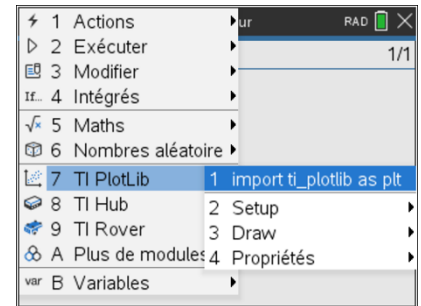 1 Actions
ur RAD
▷ 2 Exécuter
1/1
3 Modifier
If... 4 Intégrés
√× 5 Maths
6 Nombres aléatoire
7 TI PlotLib
1 import ti_plotlib as plt
8 TI Hub
2 Setup
9 TI Rover
3 Draw
A Plus de modules
4 Propriétés
var B Variables